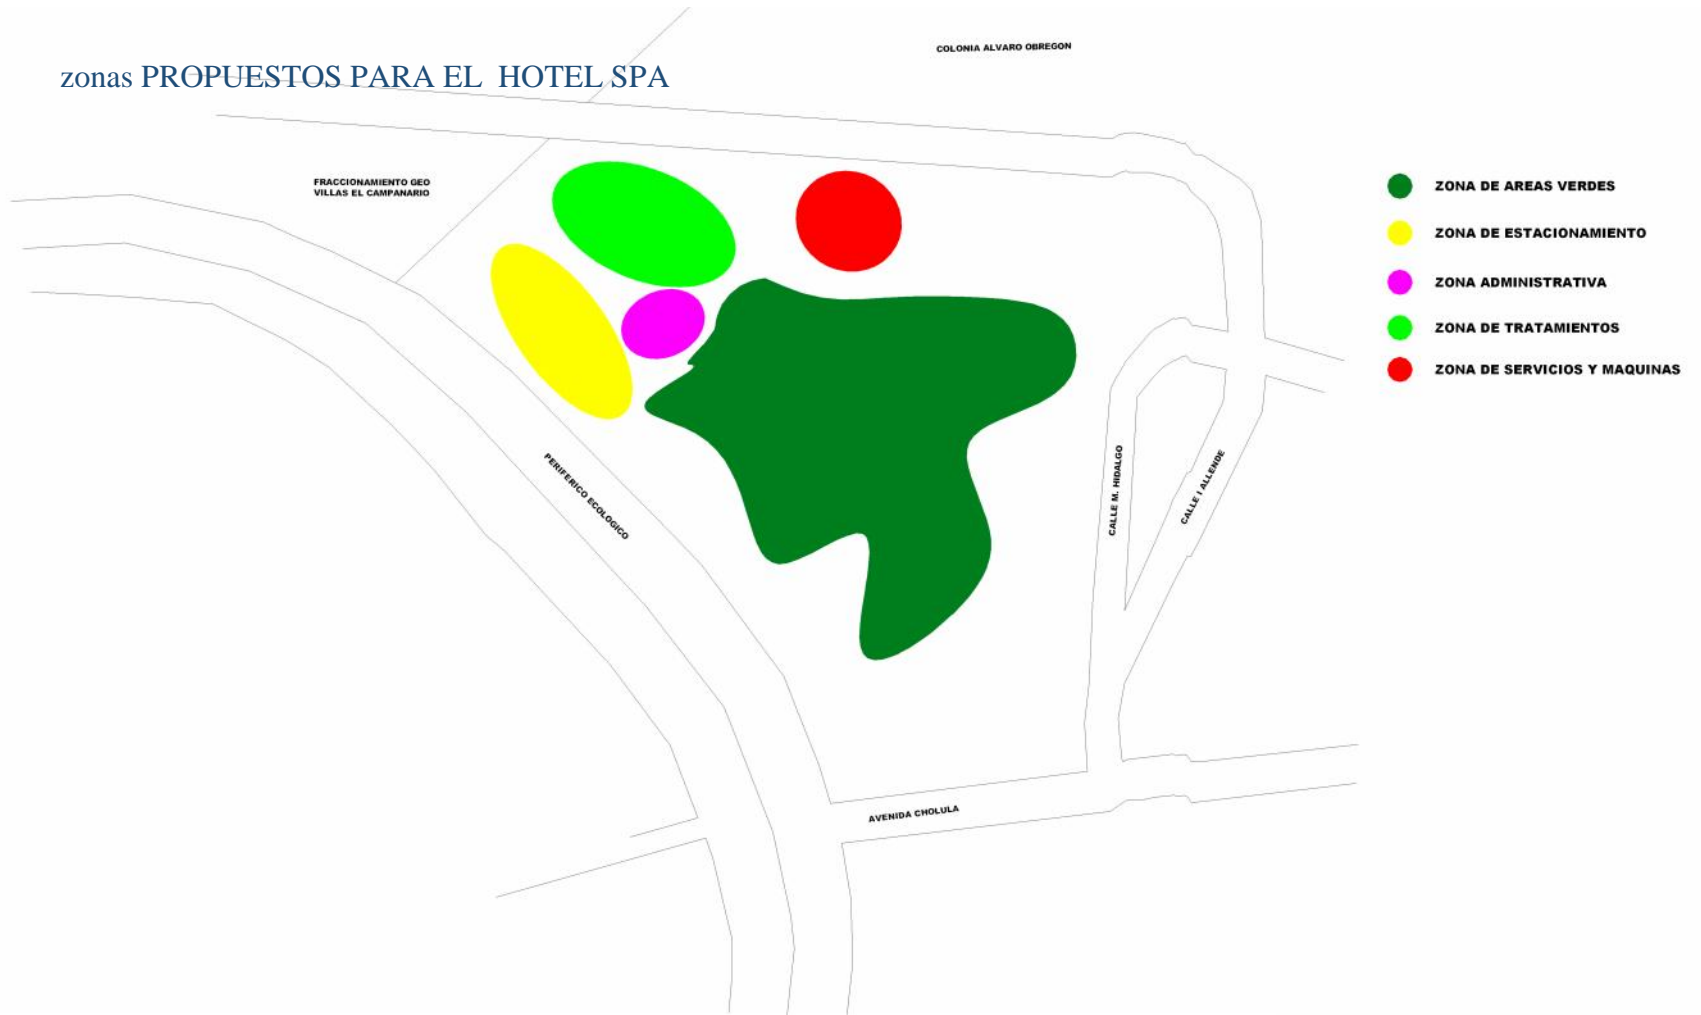 COLONIA ALVARO OBREGON
zonas PROPUESTOS PARA EL  HOTEL SPA
FRACCIONAMIENTO GEO
VILLAS EL CAMPANARIO
ZONA DE AREAS VERDES
ZONA DE ESTACIONAMIENTO
ZONA ADMINISTRATIVA
ZONA DE TRATAMIENTOS
ZONA DE SERVICIOS Y MAQUINAS
PERIFERICO ECOLOGICO
CALLE M. HIDALGO
CALLE I ALLENDE
AVENIDA CHOLULA